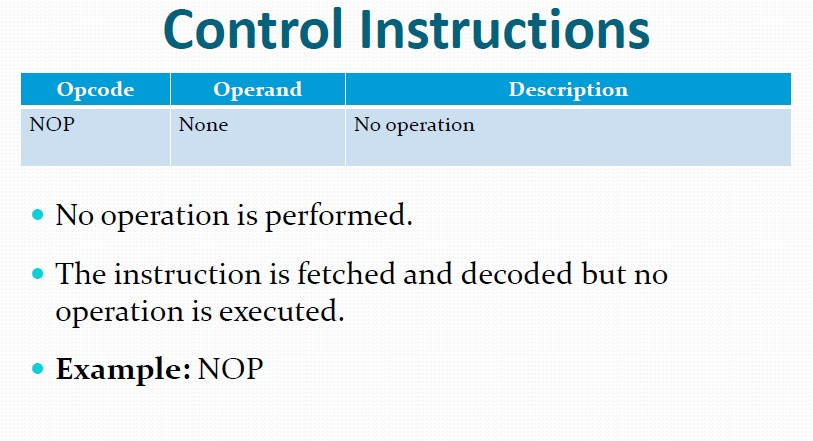 Control Instructions
Opcode Operand Description
NOP None No operation
No operation is performed.
The instruction is fetched and decoded but no
operation is executed.
Example: NOP